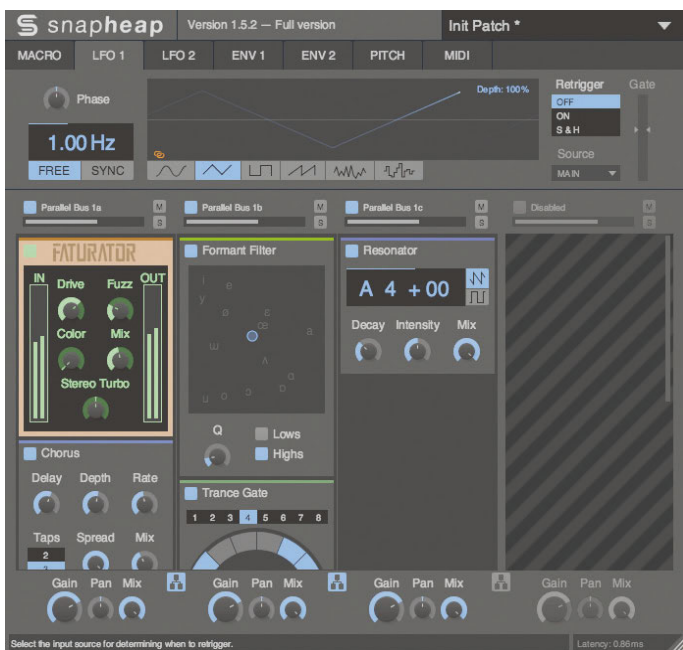 snapheap Version 1.5.2 — Full version Init Patch *
MACRO LFO 1 LFO 2 ENV 1 ENV 2 PITCH MIDI
Phase
1.00 Hz
FREE SYNC
Depth: 100%
Retrigger Gate
OFF
ON
S & H
Source
MAIN
Parallel Bus 1a M
S
Parallel Bus 1b M
S
Parallel Bus 1c M
S
Disabled M
S
FATURATOR
IN OUT
Drive Fuzz
Color Mix
Stereo Turbo
Chorus
Delay Depth Rate
Taps Spread Mix
2
3
Formant Filter
i e
y
ø ɛ
œ a
ɯ
ʌ
ɑ
u o ɔ ɒ
Q Lows
Highs
Trance Gate
1 2 3 4 5 6 7 8
Resonator
A 4 +00
Decay Intensity Mix
Gain Pan Mix Gain Pan Mix Gain Pan Mix Gain Pan Mix
Select the input source for determining when to retrigger. Latency: 0.86ms